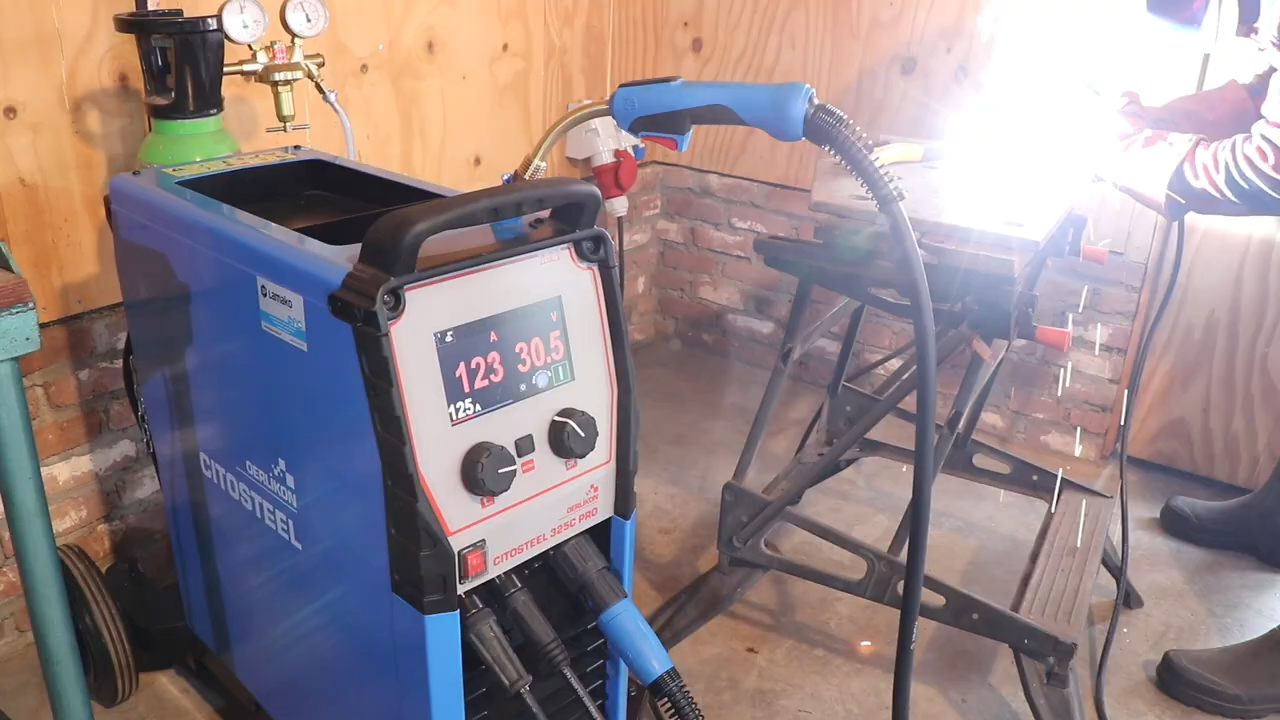 Lamako
A
V
123 30.5
125A
OERLIKON
CITOSTEEL
OERLIKON
CITOSTEEL 325C PRO